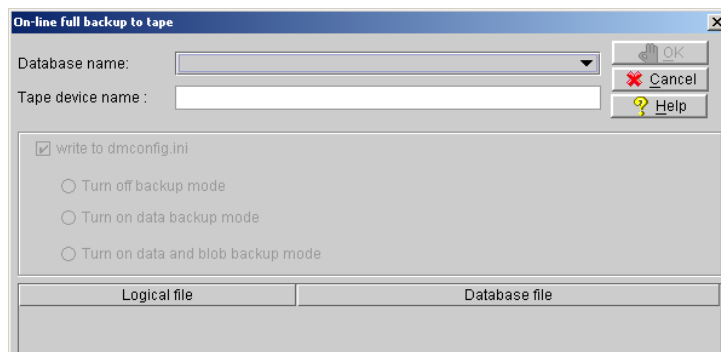 On-line full backup to tape
Database name:
OK
Cancel
Tape device name :
Help
write to dmconfig.ini
Turn off backup mode
Turn on data backup mode
Turn on data and blob backup mode
Logical file Database file